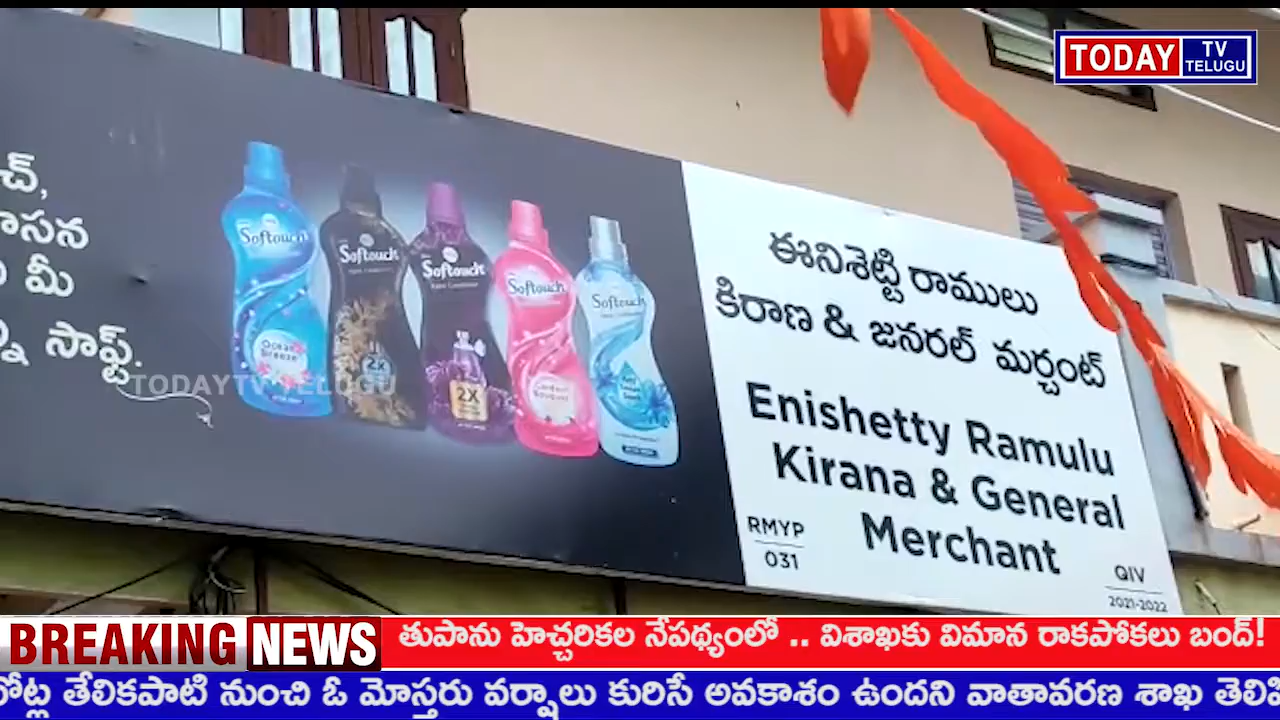 TODAY TV TELUGU
మీ
సాఫ్ట్.
Softouch
Softouch
Softouch
Softouch
Softouch
Ocean Breeze
2X
2X
TODAYTV TELUGU
ఈనిశెట్టి రాములు
కిరాణ & జనరల్ మర్చంట్
Enishetty Ramulu
Kirana & General
Merchant
RMYP
031
QIV
2021-2022
BREAKING NEWS
తుపాను హెచ్చరికల నేపథ్యంలో .. విశాఖకు విమాన రాకపోకలు బంద్!
తేలికపాటి నుంచి ఓ మోస్తరు వర్షాలు కురిసే అవకాశం ఉందని వాతావరణ శాఖ